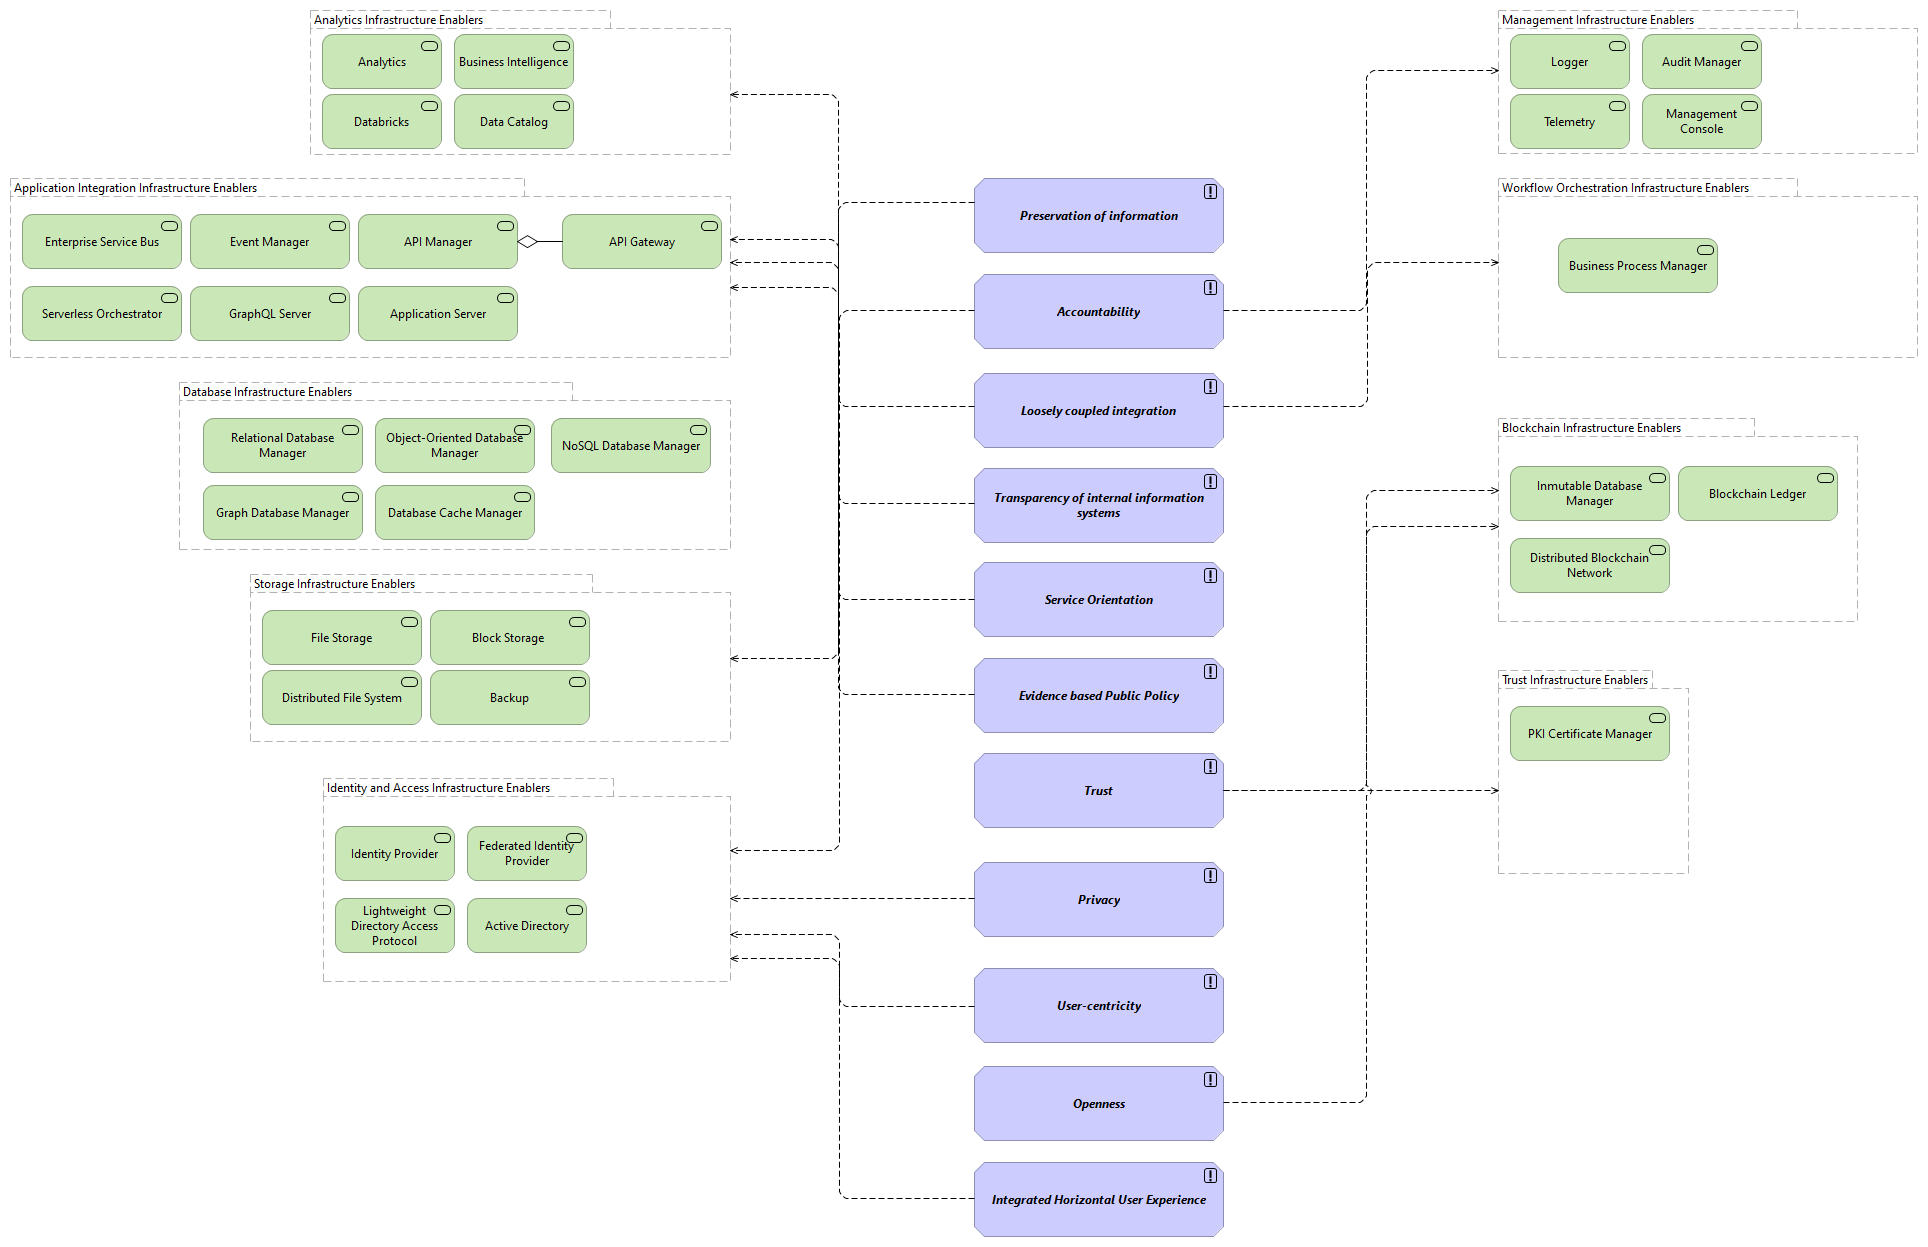 Analytics Infrastructure Enablers
Analytics
Business Intelligence
Databricks
Data Catalog
Application Integration Infrastructure Enablers
Enterprise Service Bus
Event Manager
API Manager
API Gateway
Serverless Orchestrator
GraphQL Server
Application Server
Database Infrastructure Enablers
Relational Database
Manager
Object-Oriented Database
Manager
NoSQL Database Manager
Graph Database Manager
Database Cache Manager
Storage Infrastructure Enablers
File Storage
Block Storage
Distributed File System
Backup
Identity and Access Infrastructure Enablers
Identity Provider
Federated Identity
Provider
Lightweight
Directory Access
Protocol
Active Directory
Preservation of information
Accountability
Loosely coupled integration
Transparency of internal information
systems
Service Orientation
Evidence based Public Policy
Trust
Privacy
User-centricity
Openness
Integrated Horizontal User Experience
Management Infrastructure Enablers
Logger
Audit Manager
Telemetry
Management
Console
Workflow Orchestration Infrastructure Enablers
Business Process Manager
Blockchain Infrastructure Enablers
Inmutable Database
Manager
Blockchain Ledger
Distributed Blockchain
Network
Trust Infrastructure Enablers
PKI Certificate Manager